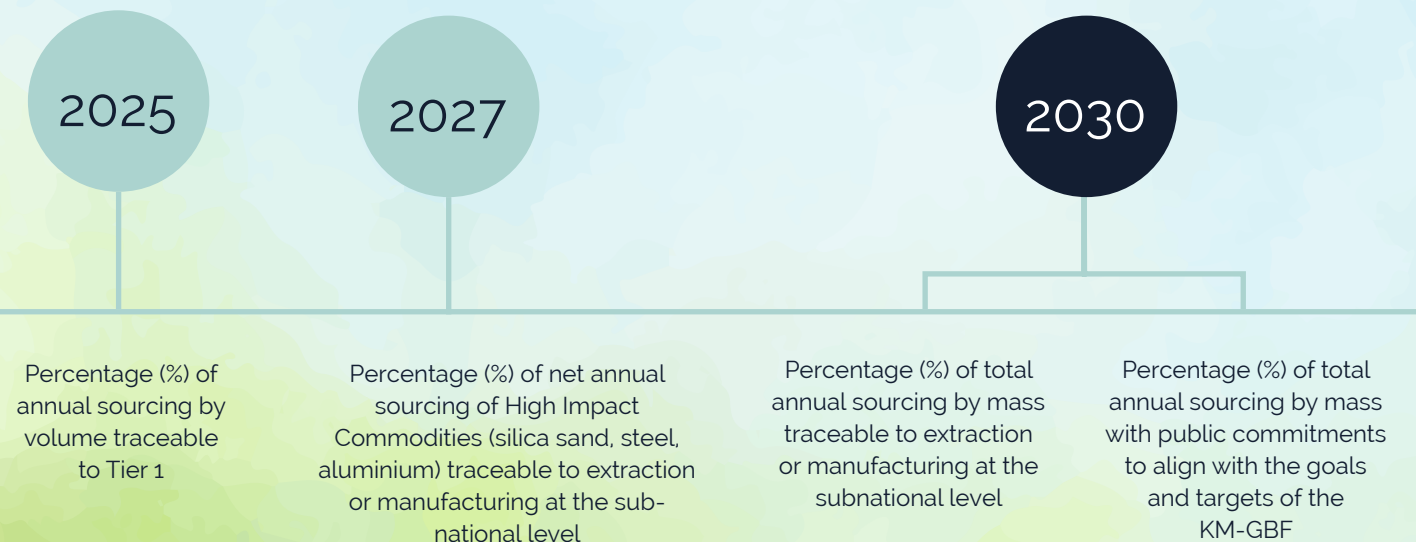 2025
2027
2030
Percentage (%) of
annual sourcing by
volume traceable
to Tier 1
Percentage (%) of net annual
sourcing of High Impact
Commodities (silica sand, steel,
aluminium) traceable to extraction
or manufacturing at the sub-
national level
Percentage (%) of total
annual sourcing by mass
traceable to extraction
or manufacturing at the
subnational level
Percentage (%) of total
annual sourcing by mass
with public commitments
to align with the goals
and targets of the
KM-GBF